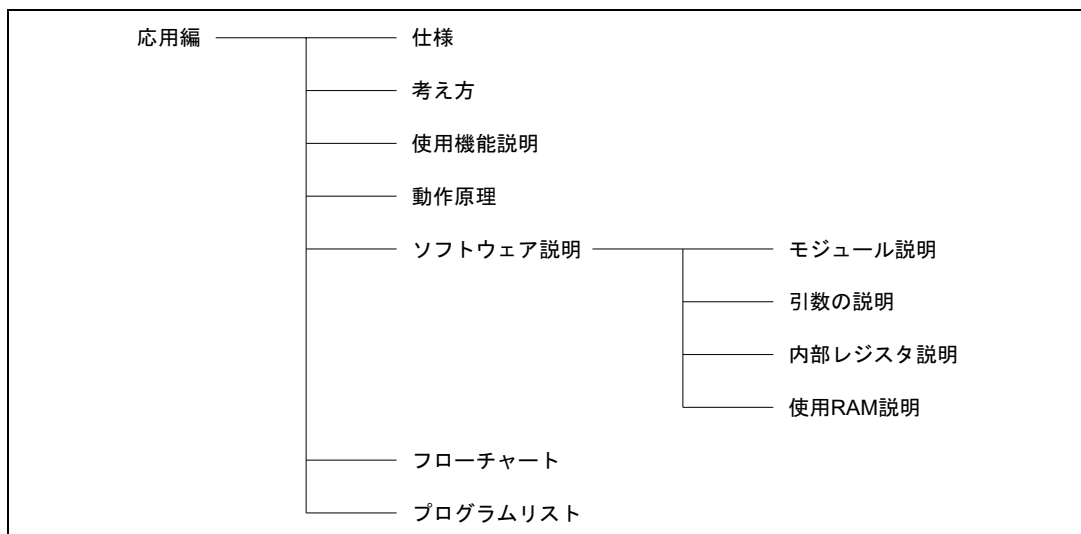 応用編
仕様
考え方
使用機能説明
動作原理
ソフトウェア説明
モジュール説明
引数の説明
内部レジスタ説明
使用RAM説明
フローチャート
プログラムリスト